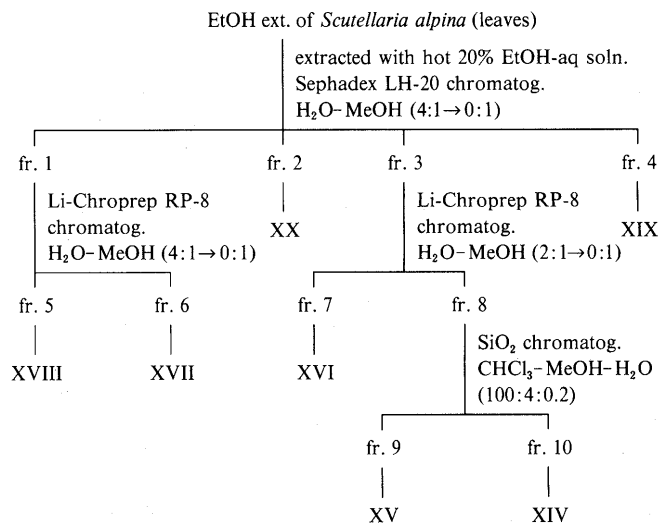 EtOH ext. of Scutellaria alpina (leaves)
extracted with hot 20% EtOH-aq soln.
Sephadex LH-20 chromatog.
H₂O–MeOH (4:1→0:1)
fr. 1 fr. 2 fr. 3 fr. 4
Li-Chroprep RP-8
chromatog.
H₂O–MeOH (4:1→0:1)
XX
Li-Chroprep RP-8
chromatog.
H₂O–MeOH (2:1→0:1)
XIX
fr. 5 fr. 6 fr. 7 fr. 8
XVIII XVII XVI
SiO₂ chromatog.
CHCl₃–MeOH–H₂O
(100:4:0.2)
fr. 9 fr. 10
XV XIV